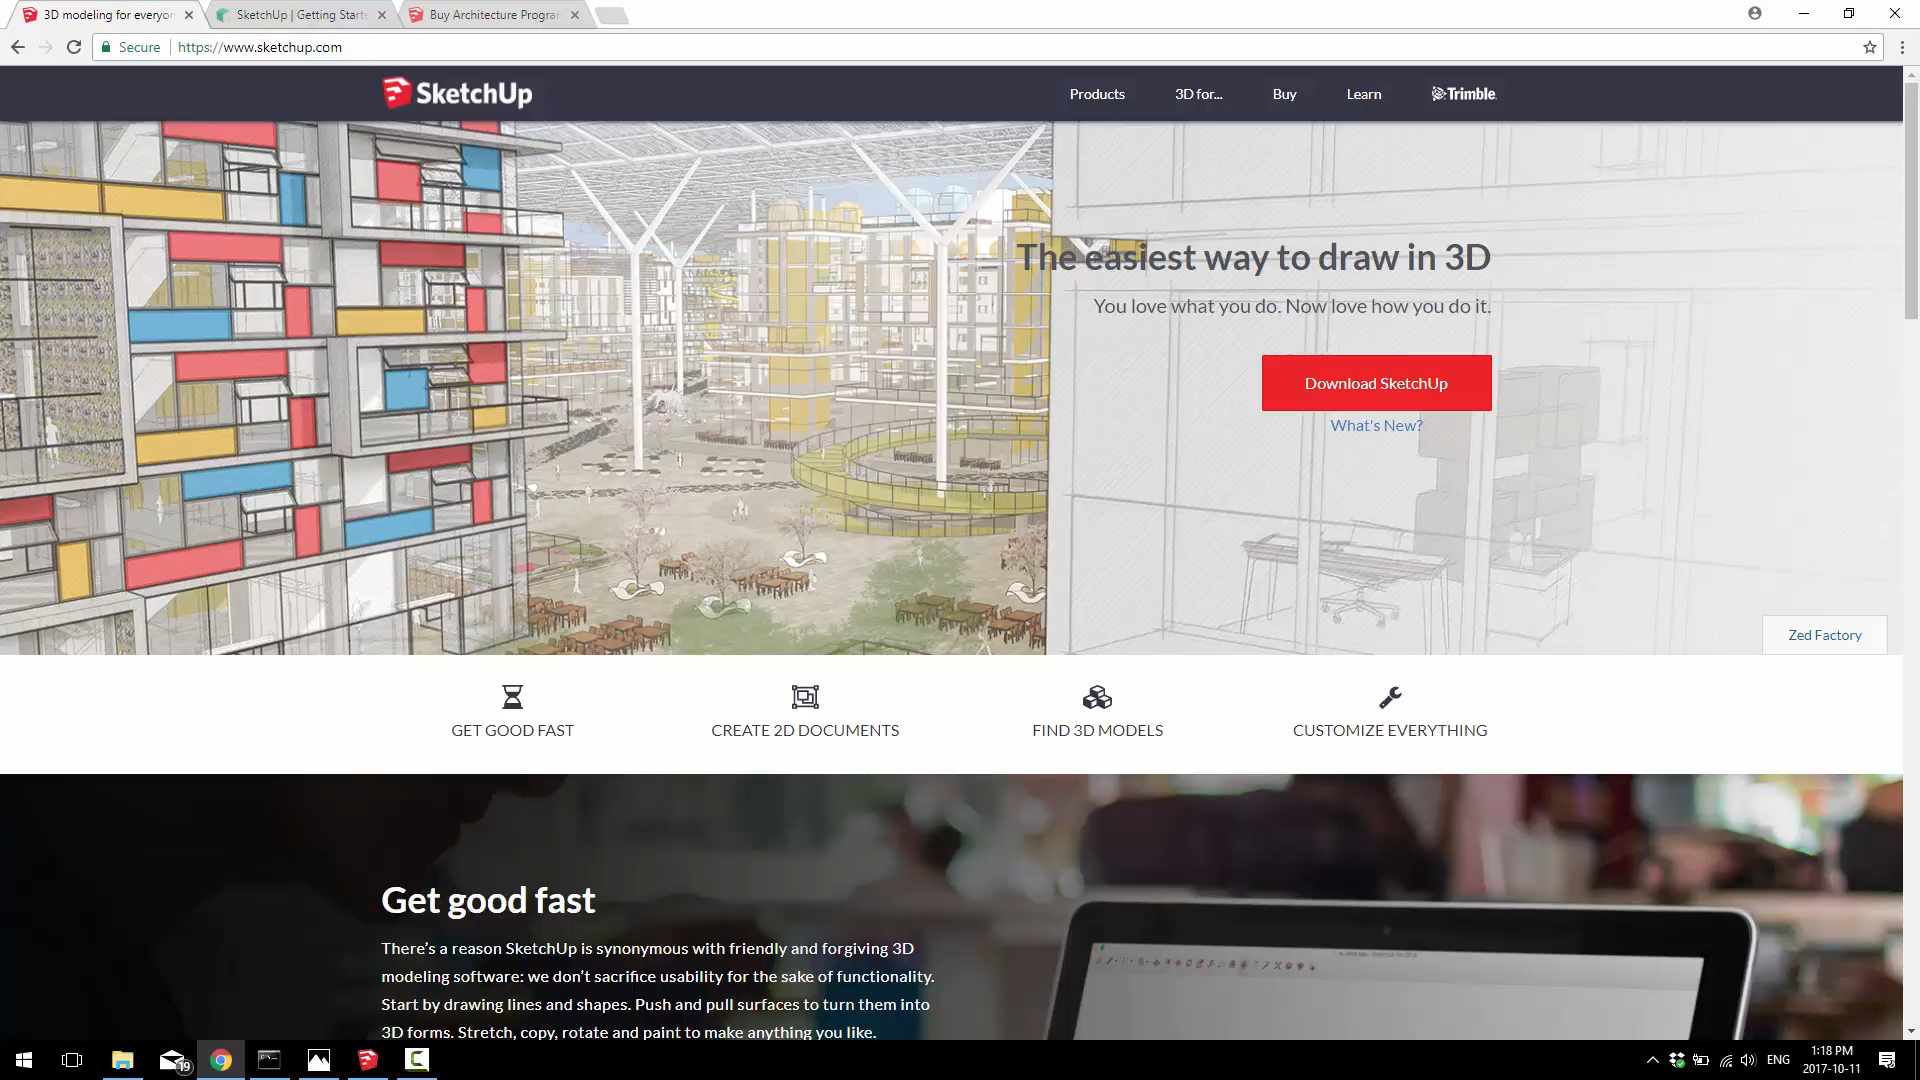 3D modeling for everyon
SketchUp | Getting Starte
Buy Architecture Progran
Secure
https://www.sketchup.com
SketchUp
Products
3D for...
Buy
Learn
Trimble
The easiest way to draw in 3D
You love what you do. Now love how you do it.
Download SketchUp
What's New?
Zed Factory
GET GOOD FAST
CREATE 2D DOCUMENTS
FIND 3D MODELS
CUSTOMIZE EVERYTHING
Get good fast
There’s a reason SketchUp is synonymous with friendly and forgiving 3D
modeling software: we don’t sacrifice usability for the sake of functionality.
Start by drawing lines and shapes. Push and pull surfaces to turn them into
3D forms. Stretch, copy, rotate and paint to make anything you like.
19
ENG
1:18 PM
2017-10-11